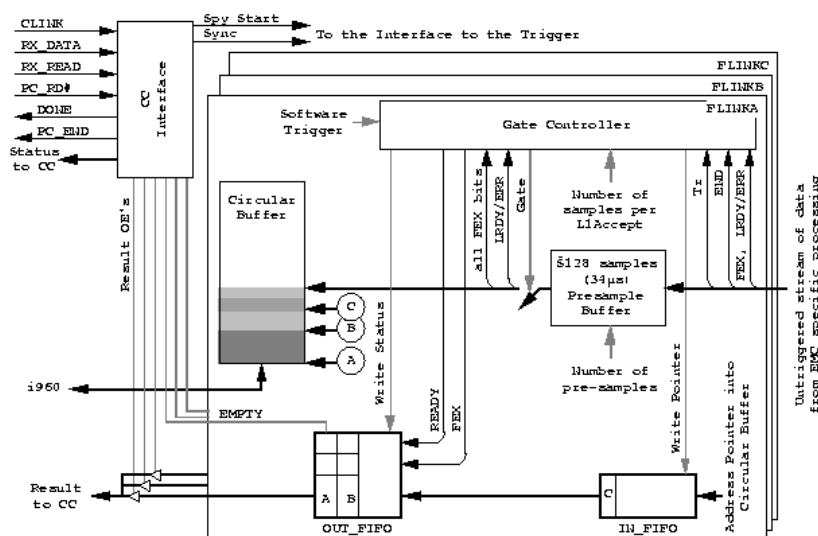 CLINK
RX_DATA
RX_READ
PC_RD#
DONE
PC_END
Status
to CC
CC
Interface
Spy Start
Sync
To the Interface to the Trigger
FLINKC
FLINKB
FLINKA
Software
Trigger
Gate Controller
Circular
Buffer
Result OE's
all FEX bits
LRDY/ERR
Gate
Number of
samples per
L1Accept
Tr
END
FEX, LRDY/ERR
128 samples
(34µs)
Presample
Buffer
C
B
A
Untriggered stream of data
from EMC specific processing
Number of
pre-samples
i960
Write Status
READY
FEX
Write Pointer
Address Pointer into
Circular Buffer
EMPTY
A B
C
Result
to CC
OUT_FIFO
IN_FIFO